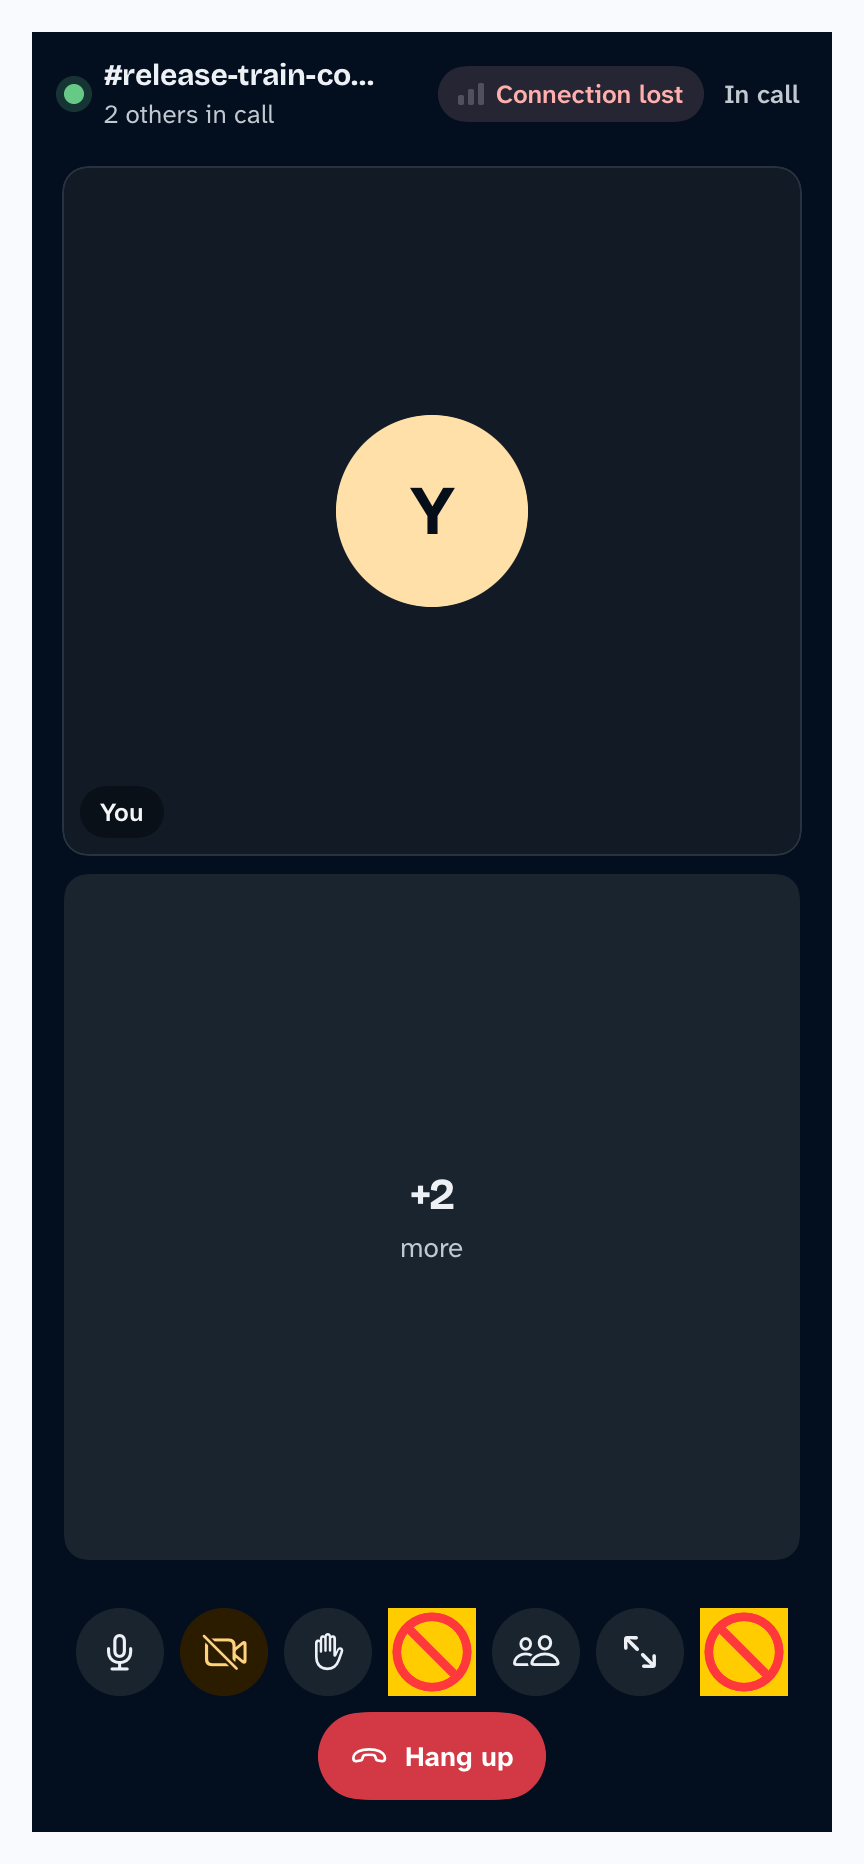 #release-train-co...
2 others in call
Connection lost
In call
Y
You
+2
more
Hang up